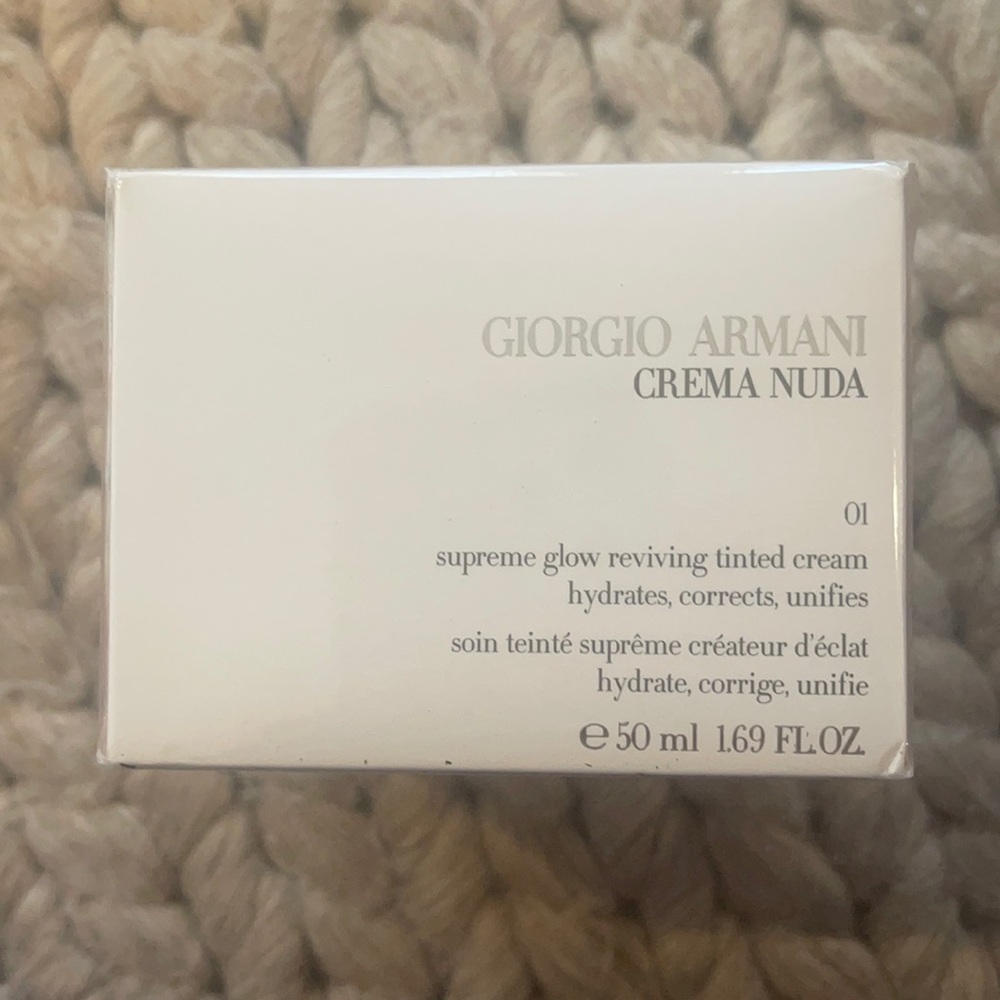 GIORGIO ARMANI
CREMA NUDA
01
supreme glow reviving tinted cream
hydrates, corrects, unifies
soin teinté suprême créateur d'éclat
hydrate, corrige, unifie
℮ 50 ml 1.69 FL.OZ.